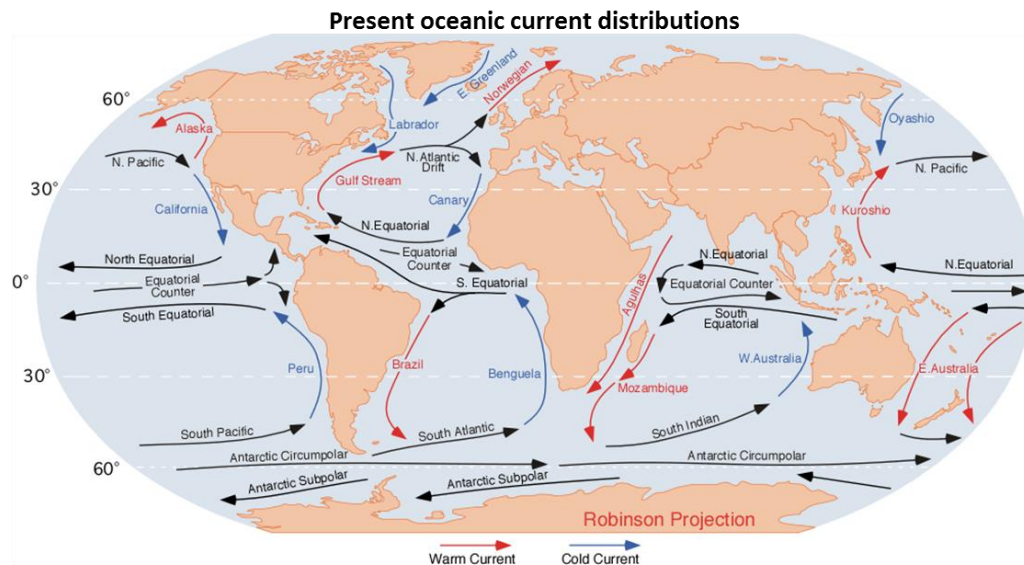 Present oceanic current distributions
60°
Alaska
Labrador
E. Greenland
Norwegian
Oyashio
N. Pacific
N. Atlantic
Drift
N. Pacific
30°
Gulf Stream
California
Canary
Kuroshio
N.Equatorial
North Equatorial
Equatorial
Counter
N.Equatorial
N.Equatorial
0°
Equatorial
Counter
S. Equatorial
Agulhas
Equatorial Counter
South Equatorial
South
Equatorial
Peru
Brazil
Benguela
W.Australia
E.Australia
30°
Mozambique
South Pacific
South Atlantic
South Indian
60°
Antarctic Circumpolar
Antarctic Circumpolar
Antarctic Subpolar
Antarctic Subpolar
Robinson Projection
Warm Current
Cold Current